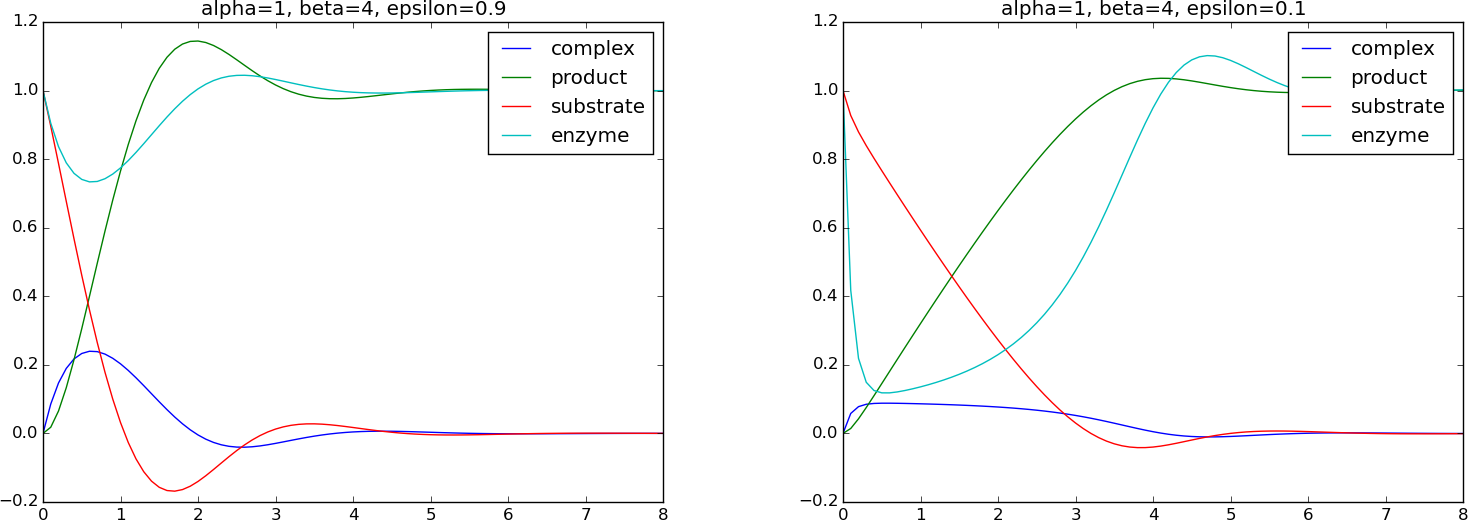 alpha=1, beta=4, epsilon=0.9
1.2
1.0
0.8
0.6
0.4
0.2
0.0
−0.2
0 1 2 3 4 5 6 7 8
complex
product
substrate
enzyme
alpha=1, beta=4, epsilon=0.1
1.2
1.0
0.8
0.6
0.4
0.2
0.0
−0.2
0 1 2 3 4 5 6 7 8
complex
product
substrate
enzyme